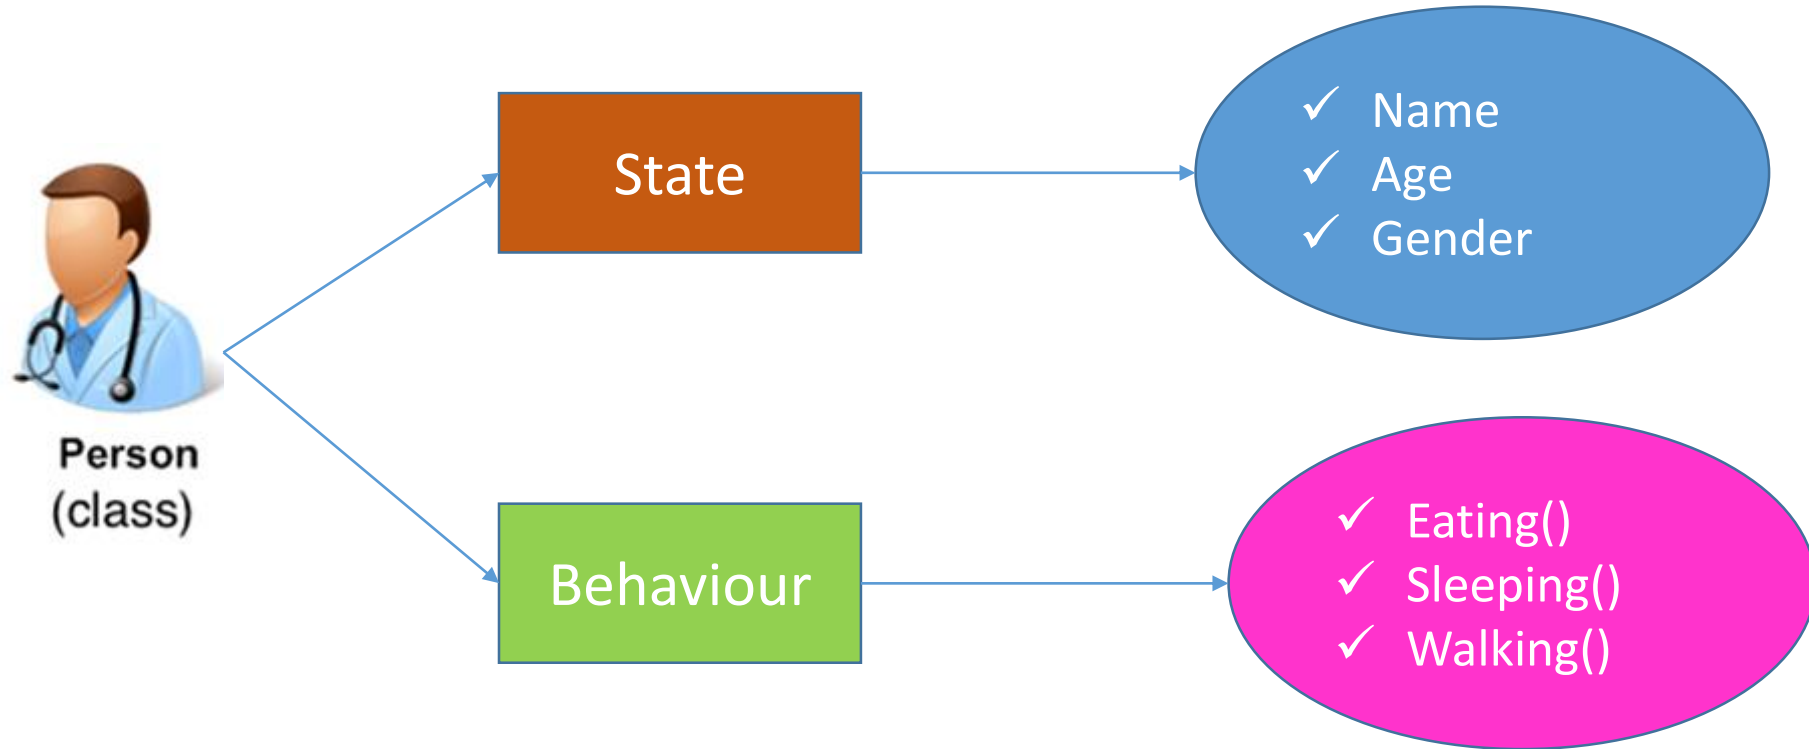 State
✓ Name
✓ Age
✓ Gender
Person
(class)
Behaviour
✓ Eating()
✓ Sleeping()
✓ Walking()